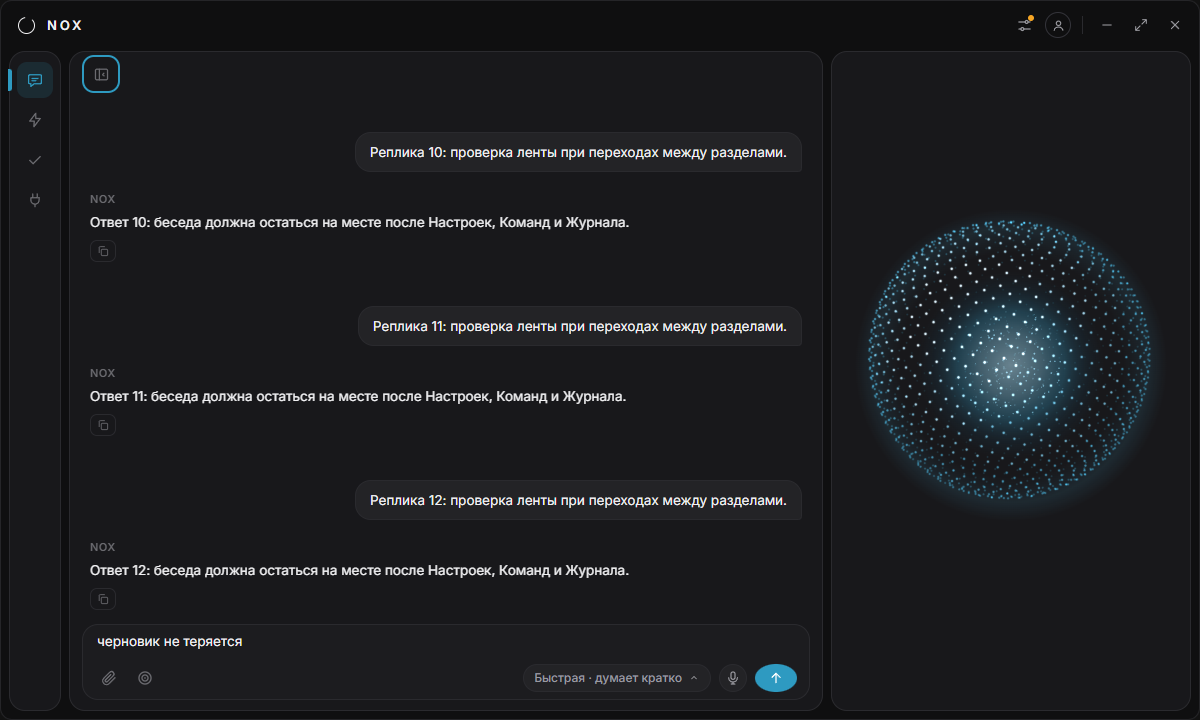 NOX
Реплика 10: проверка ленты при переходах между разделами.
NOX
Ответ 10: беседа должна остаться на месте после Настроек, Команд и Журнала.
Реплика 11: проверка ленты при переходах между разделами.
NOX
Ответ 11: беседа должна остаться на месте после Настроек, Команд и Журнала.
Реплика 12: проверка ленты при переходах между разделами.
NOX
Ответ 12: беседа должна остаться на месте после Настроек, Команд и Журнала.
черновик не теряется
Быстрая · думает кратко